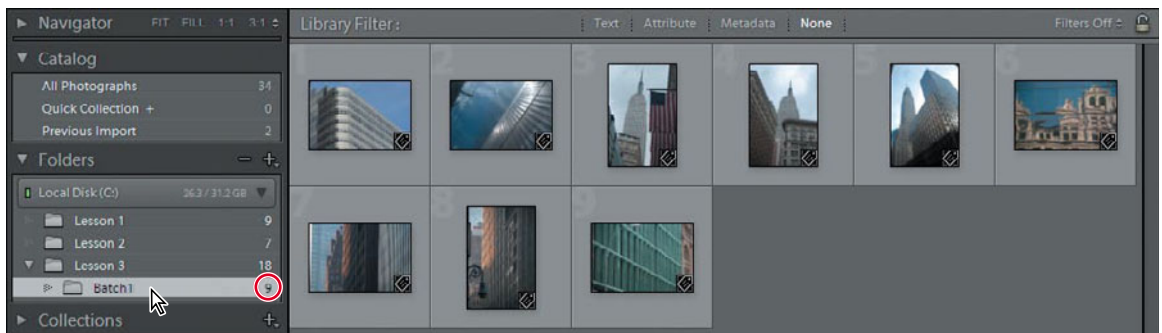 Navigator FIT FILL 1:1 3:1
Library Filter: Text Attribute Metadata None Filters Off
Catalog
All Photographs 34
Quick Collection + 0
Previous Import 2
Folders − +
Local Disk (C:) 26.3 / 31.2 GB
Lesson 1 9
Lesson 2 7
Lesson 3 18
Batch1 9
Collections +
1 2 3 4 5 6
7 8 9